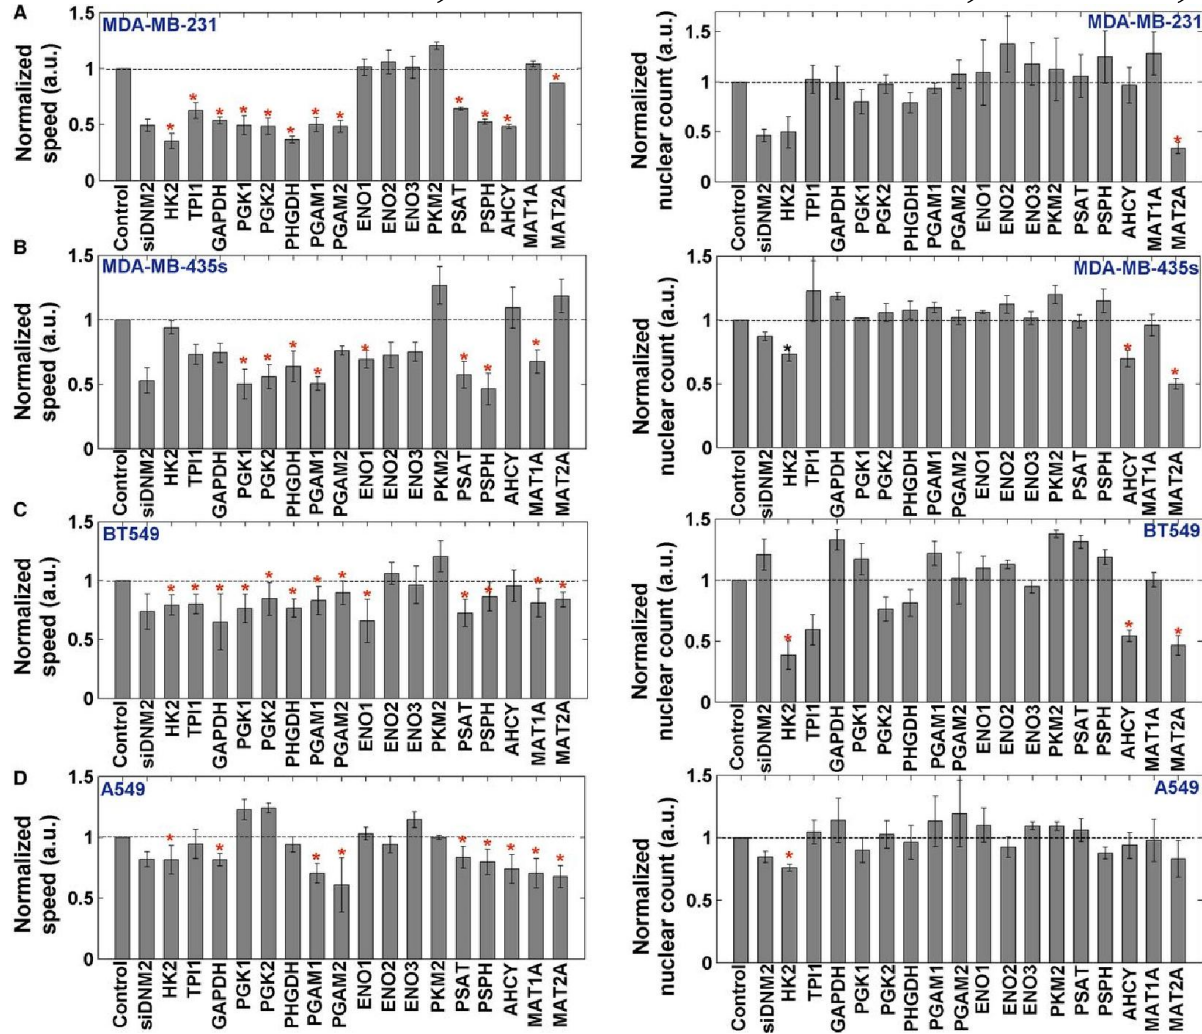 A
MDA-MB-231
Normalized
speed (a.u.)
1.5
1
0.5
0
Control
siDNM2
HK2
TPI1
GAPDH
PGK1
PGK2
PHGDH
PGAM1
PGAM2
ENO1
ENO2
ENO3
PKM2
PSAT
PSPH
AHCY
MAT1A
MAT2A
MDA-MB-231
Normalized
nuclear count (a.u.)
1.5
1
0.5
0
Control
siDNM2
HK2
TPI1
GAPDH
PGK1
PGK2
PHGDH
PGAM1
PGAM2
ENO1
ENO2
ENO3
PKM2
PSAT
PSPH
AHCY
MAT1A
MAT2A
B
MDA-MB-435s
Normalized
speed (a.u.)
1.5
1
0.5
0
Control
siDNM2
HK2
TPI1
GAPDH
PGK1
PGK2
PHGDH
PGAM1
PGAM2
ENO1
ENO2
ENO3
PKM2
PSAT
PSPH
AHCY
MAT1A
MAT2A
MDA-MB-435s
Normalized
nuclear count (a.u.)
1.5
1
0.5
0
Control
siDNM2
HK2
TPI1
GAPDH
PGK1
PGK2
PHGDH
PGAM1
PGAM2
ENO1
ENO2
ENO3
PKM2
PSAT
PSPH
AHCY
MAT1A
MAT2A
C
BT549
Normalized
speed (a.u.)
1.5
1
0.5
0
Control
siDNM2
HK2
TPI1
GAPDH
PGK1
PGK2
PHGDH
PGAM1
PGAM2
ENO1
ENO2
ENO3
PKM2
PSAT
PSPH
AHCY
MAT1A
MAT2A
BT549
Normalized
nuclear count (a.u.)
1.5
1
0.5
0
Control
siDNM2
HK2
TPI1
GAPDH
PGK1
PGK2
PHGDH
PGAM1
PGAM2
ENO1
ENO2
ENO3
PKM2
PSAT
PSPH
AHCY
MAT1A
MAT2A
D
A549
Normalized
speed (a.u.)
1.5
1
0.5
0
Control
siDNM2
HK2
TPI1
GAPDH
PGK1
PGK2
PHGDH
PGAM1
PGAM2
ENO1
ENO2
ENO3
PKM2
PSAT
PSPH
AHCY
MAT1A
MAT2A
A549
Normalized
nuclear count (a.u.)
1.5
1
0.5
0
Control
siDNM2
HK2
TPI1
GAPDH
PGK1
PGK2
PHGDH
PGAM1
PGAM2
ENO1
ENO2
ENO3
PKM2
PSAT
PSPH
AHCY
MAT1A
MAT2A